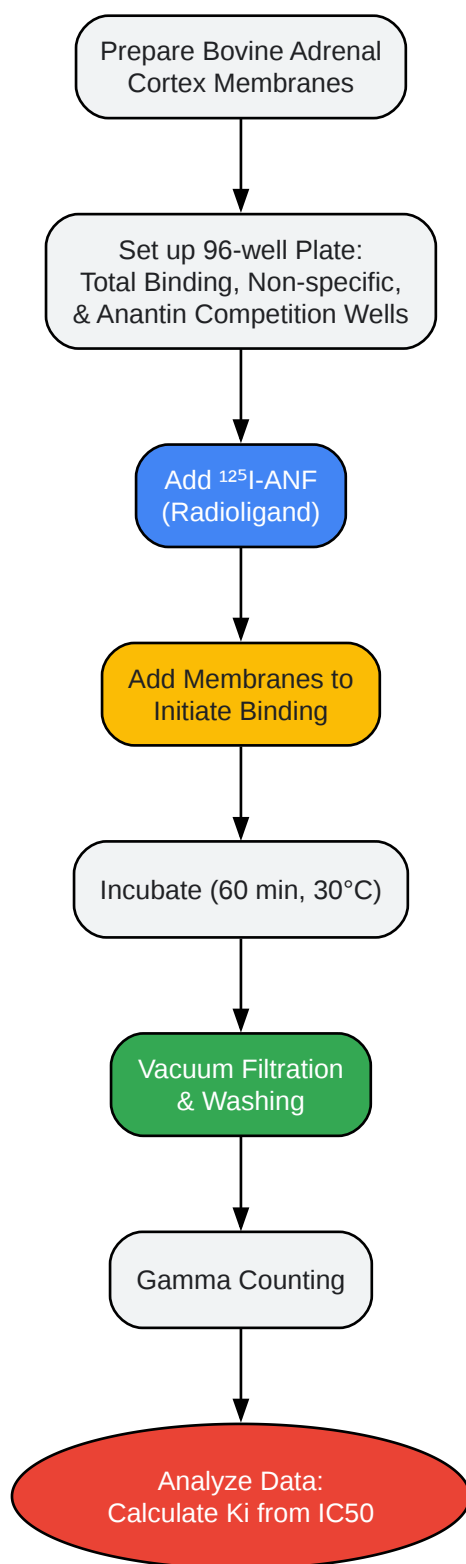 Prepare Bovine Adrenal
Cortex Membranes
Set up 96-well Plate:
Total Binding, Non-specific,
& Anantin Competition Wells
Add ¹²⁵I-ANF
(Radioligand)
Add Membranes to
Initiate Binding
Incubate (60 min, 30°C)
Vacuum Filtration
& Washing
Gamma Counting
Analyze Data:
Calculate Ki from IC50